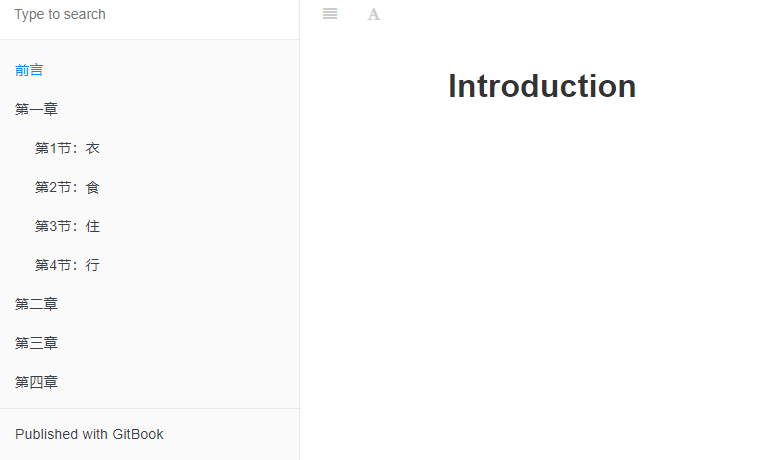 Type to search
前言
第一章
第1节：衣
第2节：食
第3节：住
第4节：行
第二章
第三章
第四章
Published with GitBook
A
Introduction